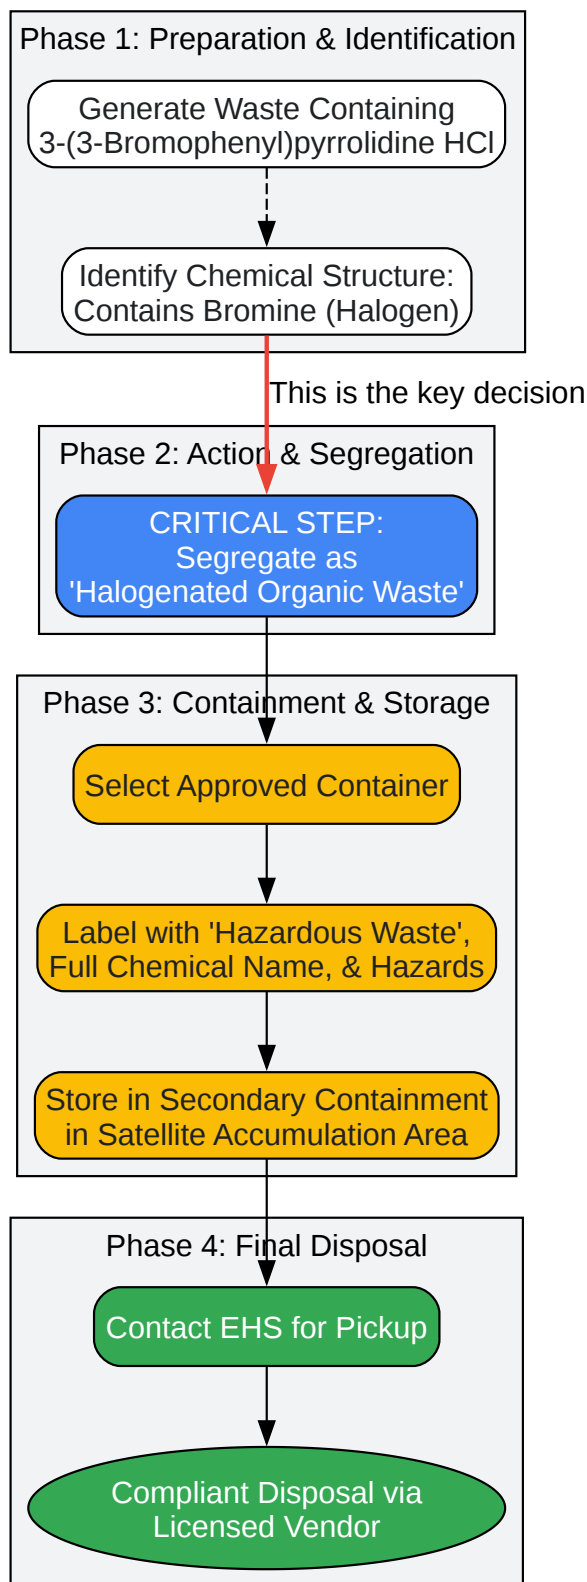 Phase 1: Preparation & Identification
Generate Waste Containing
3-(3-Bromophenyl)pyrrolidine HCl
Identify Chemical Structure:
Contains Bromine (Halogen)
This is the key decision
Phase 2: Action & Segregation
CRITICAL STEP:
Segregate as
'Halogenated Organic Waste'
Phase 3: Containment & Storage
Select Approved Container
Label with 'Hazardous Waste',
Full Chemical Name, & Hazards
Store in Secondary Containment
in Satellite Accumulation Area
Phase 4: Final Disposal
Contact EHS for Pickup
Compliant Disposal via
Licensed Vendor